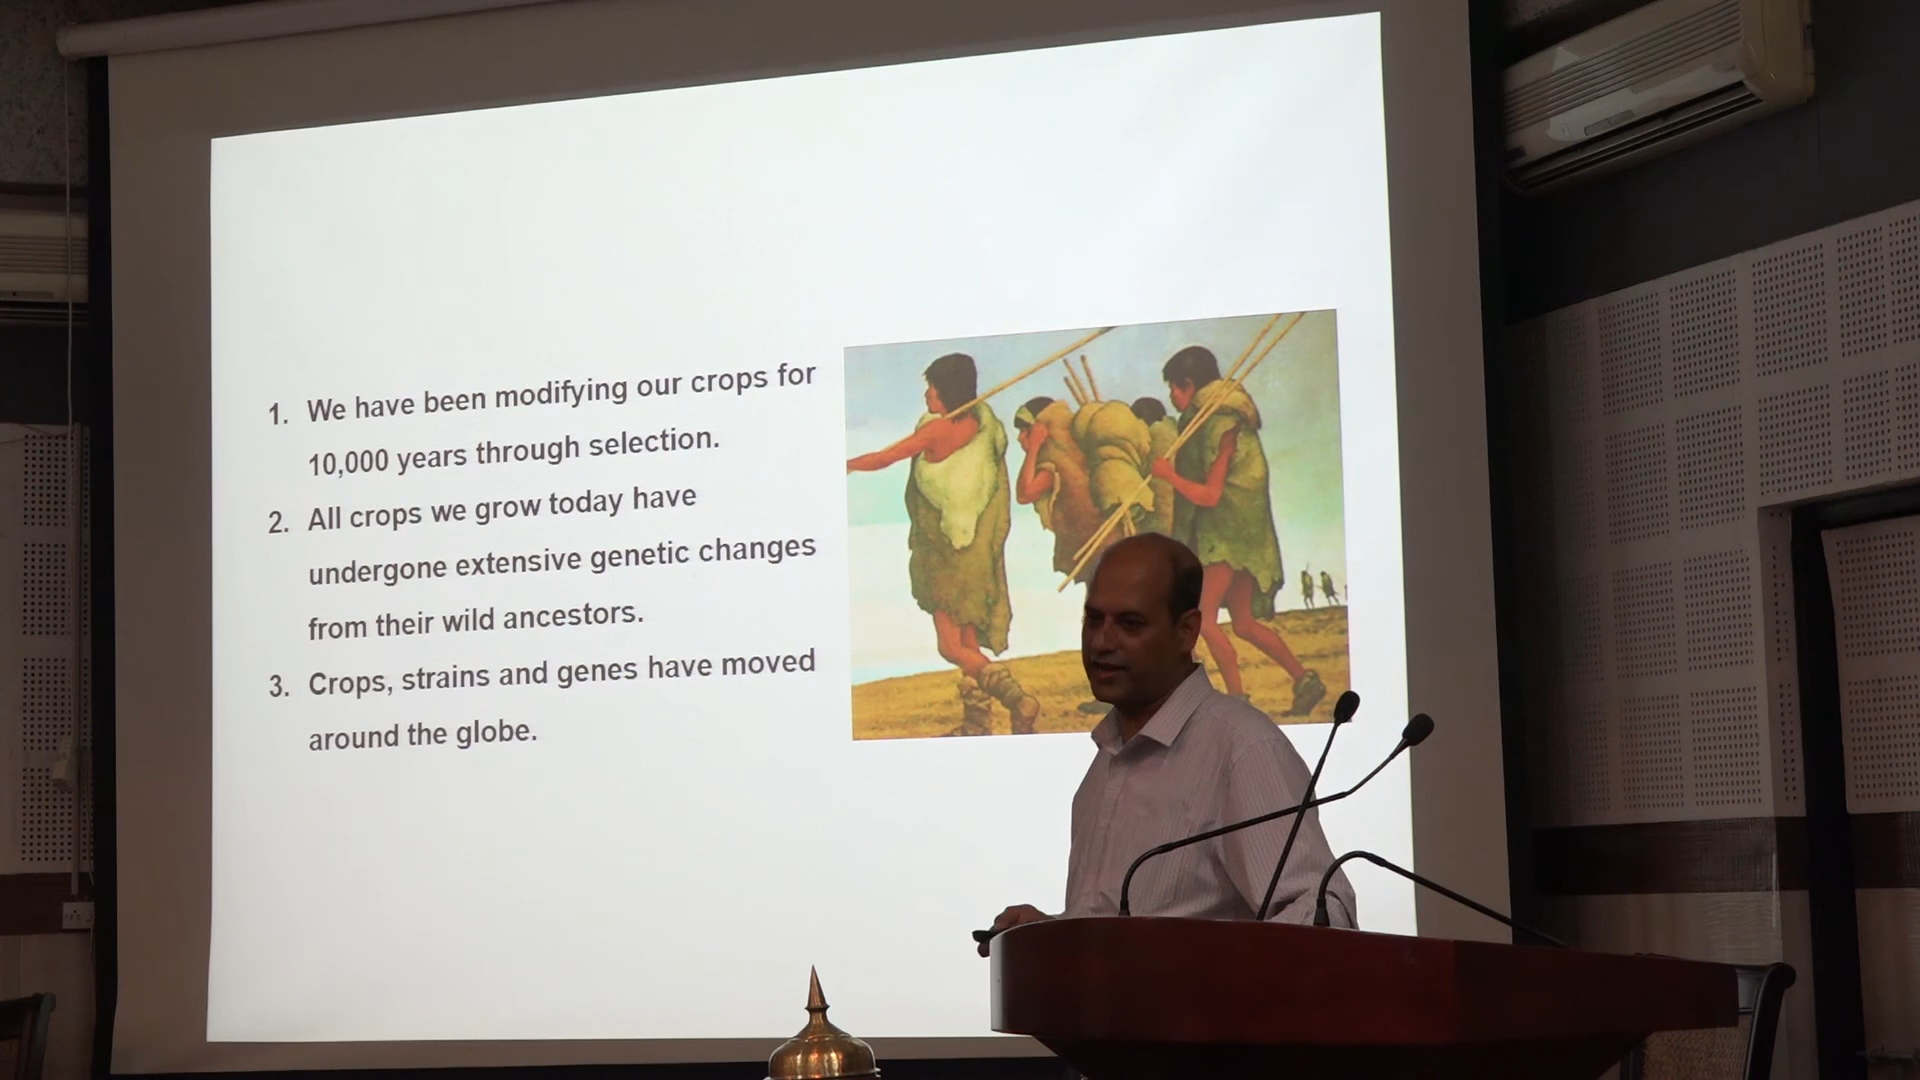 1. We have been modifying our crops for
10,000 years through selection.
2. All crops we grow today have
undergone extensive genetic changes
from their wild ancestors.
3. Crops, strains and genes have moved
around the globe.